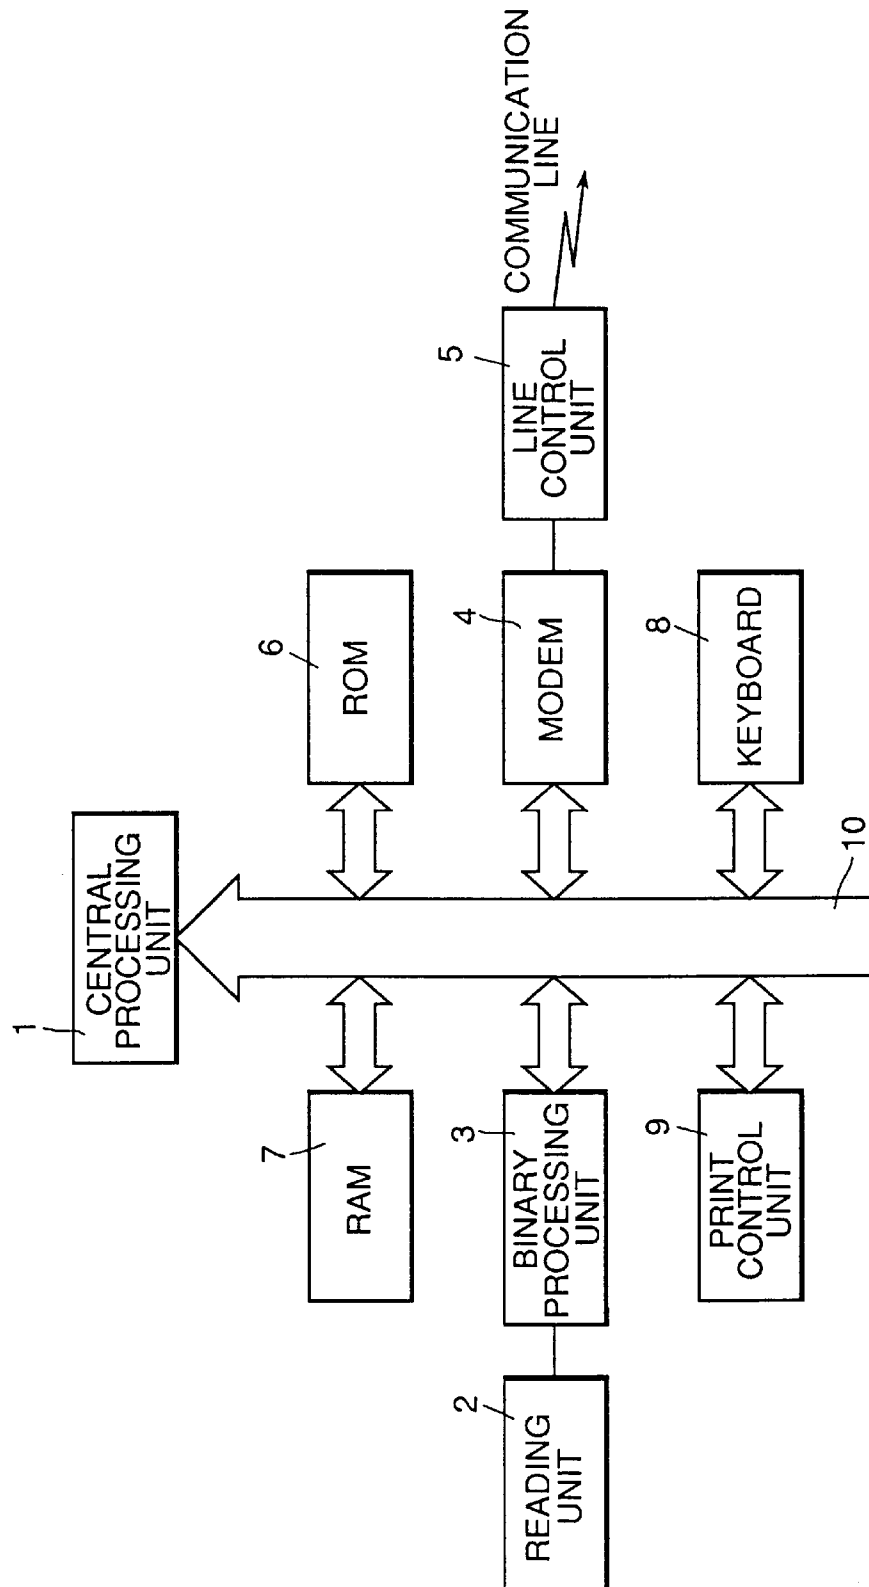 1
CENTRAL
PROCESSING
UNIT
7
RAM
6
ROM
2
READING
UNIT
3
BINARY
PROCESSING
UNIT
4
MODEM
5
LINE
CONTROL
UNIT
COMMUNICATION
LINE
9
PRINT
CONTROL
UNIT
8
KEYBOARD
10